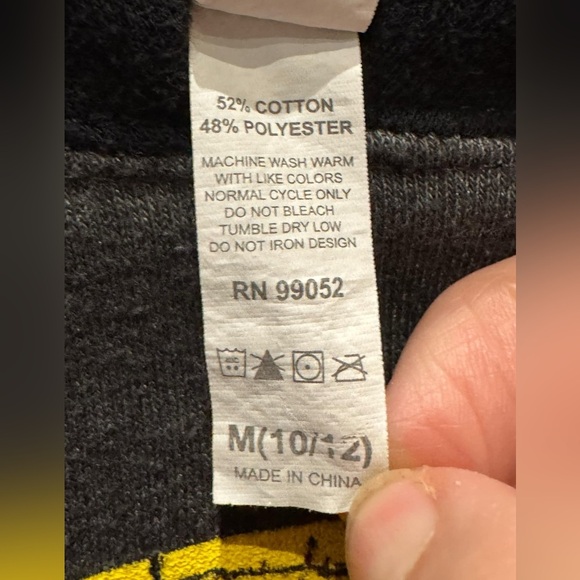 52% COTTON
48% POLYESTER
MACHINE WASH WARM
WITH LIKE COLORS
NORMAL CYCLE ONLY
DO NOT BLEACH
TUMBLE DRY LOW
DO NOT IRON DESIGN
RN 99052
M(10/12)
MADE IN CHINA